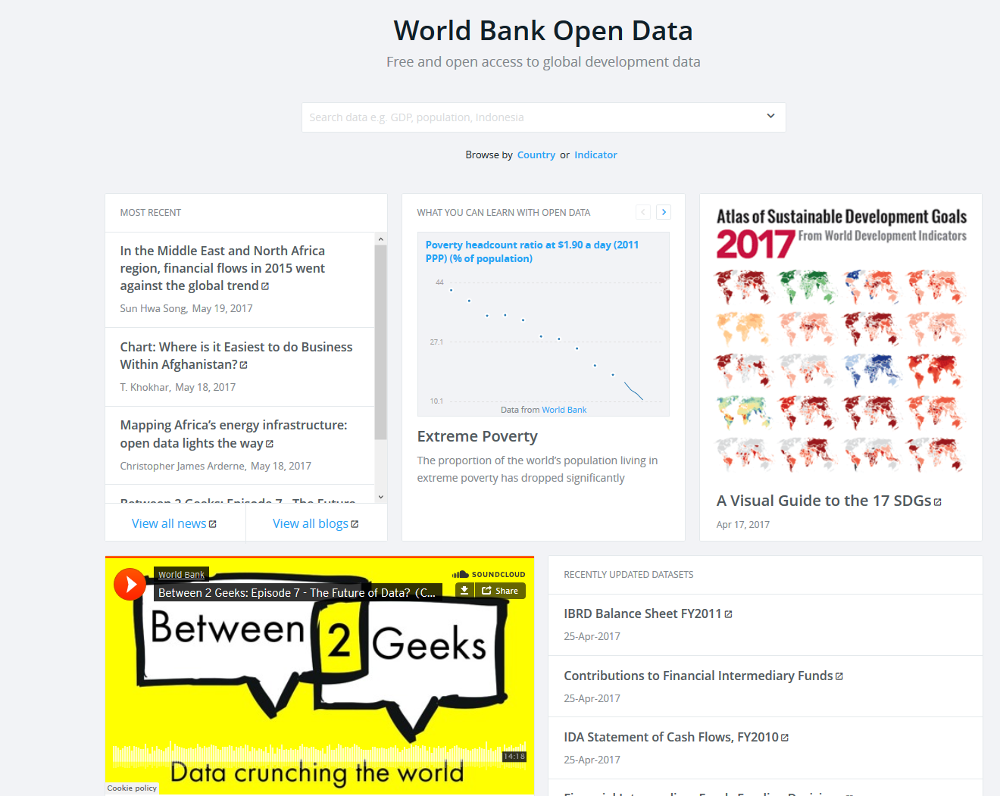 World Bank Open Data
Free and open access to global development data
Search data e.g. GDP, population, Indonesia
Browse by Country or Indicator
MOST RECENT
In the Middle East and North Africa
region, financial flows in 2015 went
against the global trend
Sun Hwa Song, May 19, 2017
Chart: Where is it Easiest to do Business
Within Afghanistan?
T. Khokhar, May 18, 2017
Mapping Africa’s energy infrastructure:
open data lights the way
Christopher James Arderne, May 18, 2017
Between 2 Geeks: Episode 7 - The Future
View all news
View all blogs
WHAT YOU CAN LEARN WITH OPEN DATA
Poverty headcount ratio at $1.90 a day (2011
PPP) (% of population)
44
27.1
10.1
Data from World Bank
Extreme Poverty
The proportion of the world’s population living in
extreme poverty has dropped significantly
Atlas of Sustainable Development Goals
2017 From World Development Indicators
A Visual Guide to the 17 SDGs
Apr 17, 2017
World Bank
Between 2 Geeks: Episode 7 - The Future of Data? (C...
SOUNDCLOUD
Share
Between 2 Geeks
14:18
Data crunching the world
Cookie policy
RECENTLY UPDATED DATASETS
IBRD Balance Sheet FY2011
25-Apr-2017
Contributions to Financial Intermediary Funds
25-Apr-2017
IDA Statement of Cash Flows, FY2010
25-Apr-2017